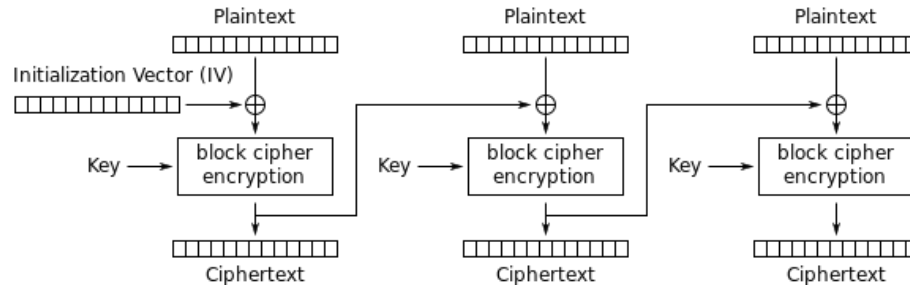 Plaintext
Plaintext
Plaintext
Initialization Vector (IV)
Key
block cipher
encryption
Key
block cipher
encryption
Key
block cipher
encryption
Ciphertext
Ciphertext
Ciphertext